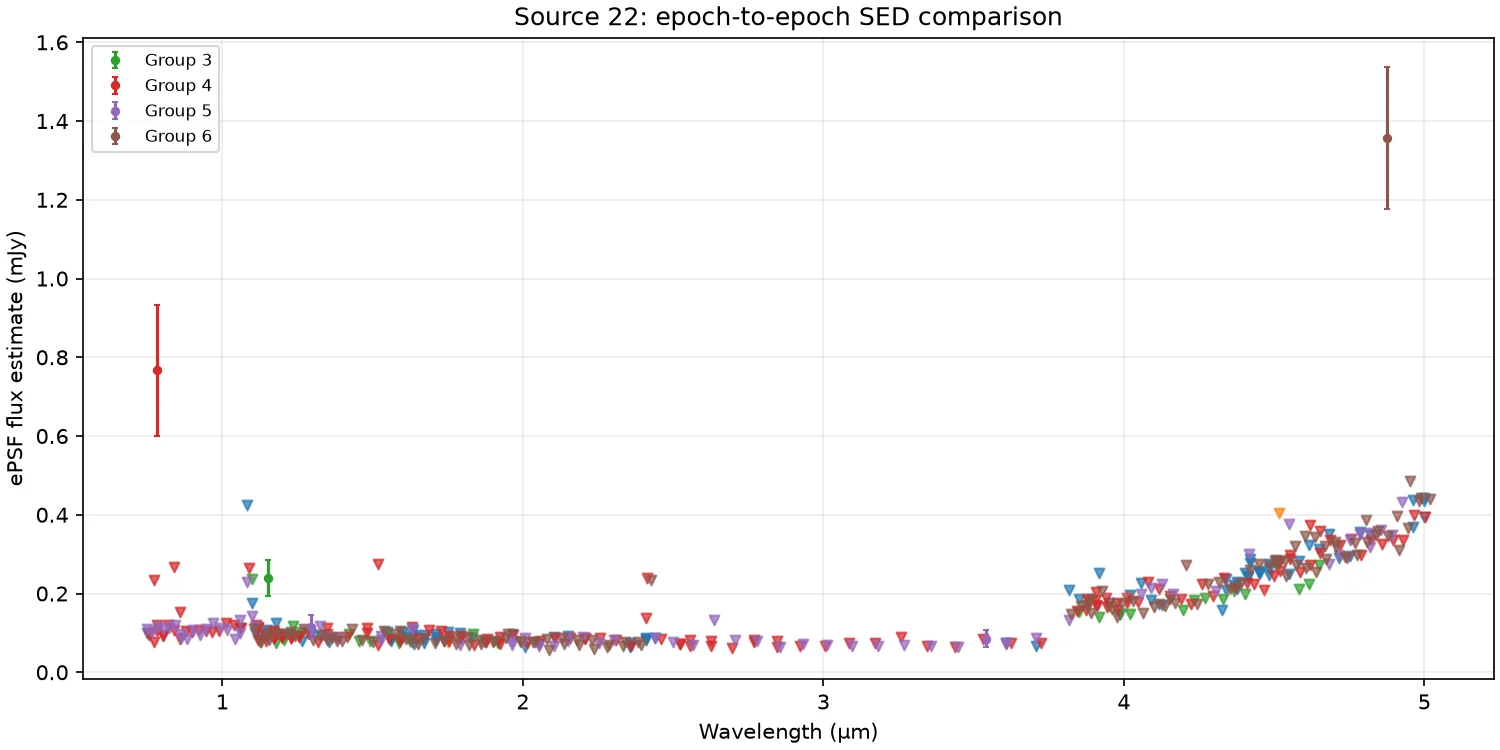 Source 22: epoch-to-epoch SED comparison
1.6
1.4
1.2
1.0
0.8
0.6
0.4
0.2
0.0
ePSF flux estimate (mJy)
Group 3
Group 4
Group 5
Group 6
1 2 3 4 5
Wavelength (μm)